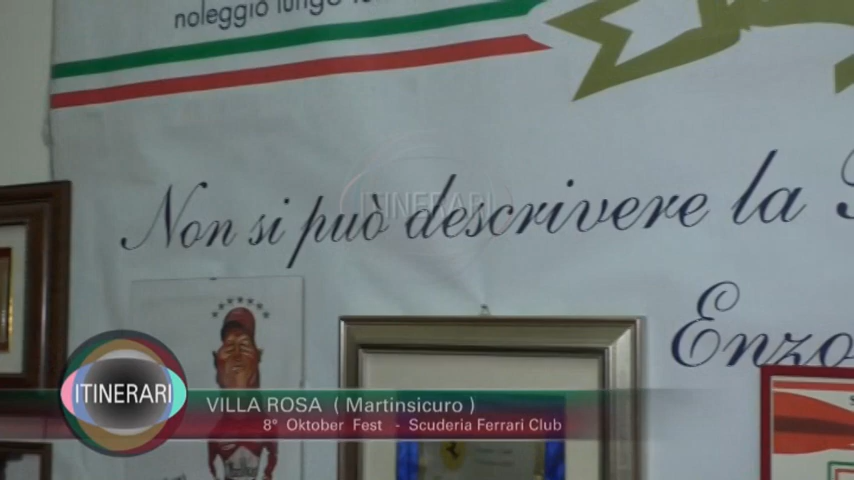 noleggio lungo
Non si può descrivere la
Enzo
ITINERARI
ITINERARI
VILLA ROSA ( Martinsicuro )
8° Oktober Fest - Scuderia Ferrari Club